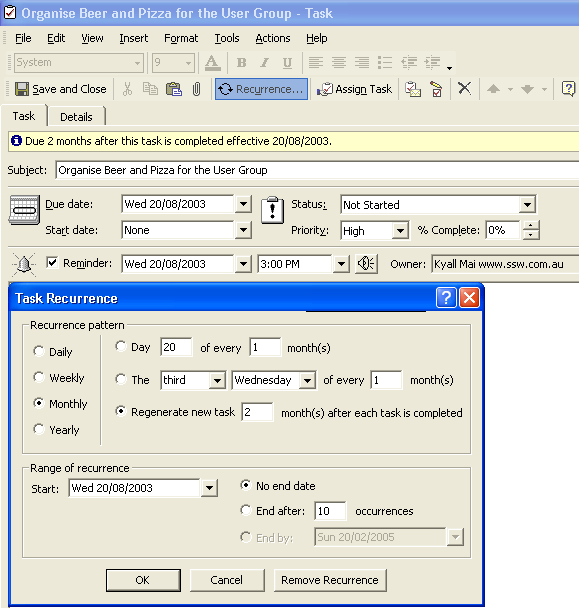 Organise Beer and Pizza for the User Group - Task
File Edit View Insert Format Tools Actions Help
System 9 A B I U
Save and Close Recurrence... Assign Task
Task Details
Due 2 months after this task is completed effective 20/08/2003.
Subject: Organise Beer and Pizza for the User Group
Due date: Wed 20/08/2003 Status: Not Started
Start date: None Priority: High % Complete: 0%
Reminder: Wed 20/08/2003 3:00 PM Owner: Kyall Mai www.ssw.com.au
Task Recurrence
Recurrence pattern
Daily
Weekly
Monthly
Yearly
Day 20 of every 1 month(s)
The third Wednesday of every 1 month(s)
Regenerate new task 2 month(s) after each task is completed
Range of recurrence
Start: Wed 20/08/2003
No end date
End after: 10 occurrences
End by: Sun 20/02/2005
OK Cancel Remove Recurrence